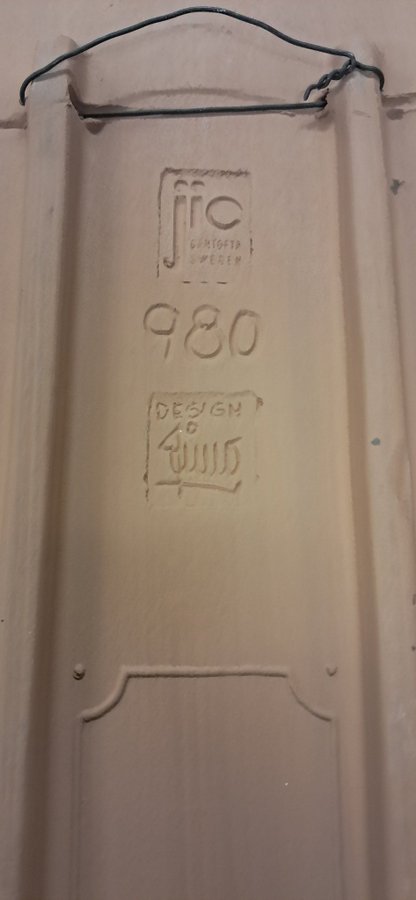 jie
GANTOFTA
SWEDEN
980
DESIGN